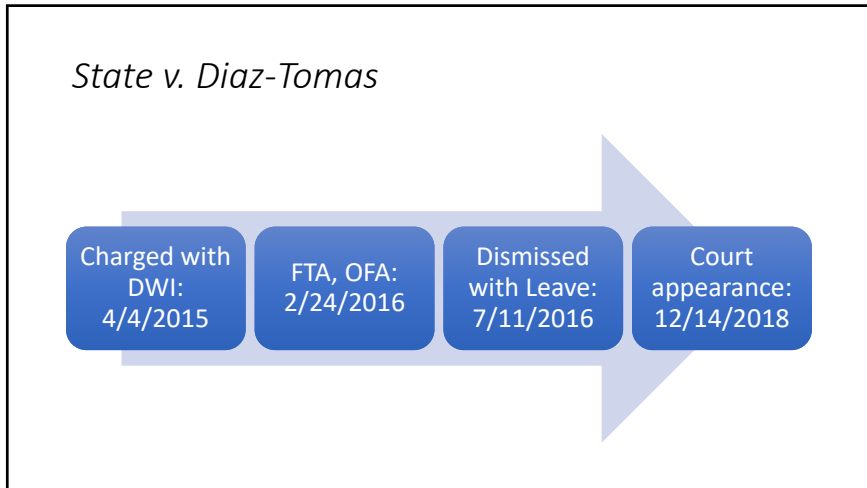 State v. Diaz-Tomas
Charged with
DWI:
4/4/2015
FTA, OFA:
2/24/2016
Dismissed
with Leave:
7/11/2016
Court
appearance:
12/14/2018